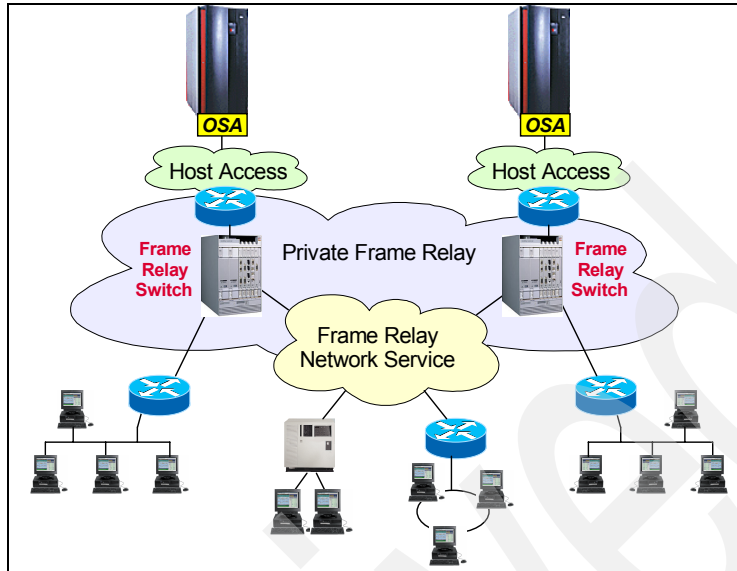 OSA
OSA
Host Access
Host Access
Frame
Relay
Switch
Private Frame Relay
Frame
Relay
Switch
Frame Relay
Network Service